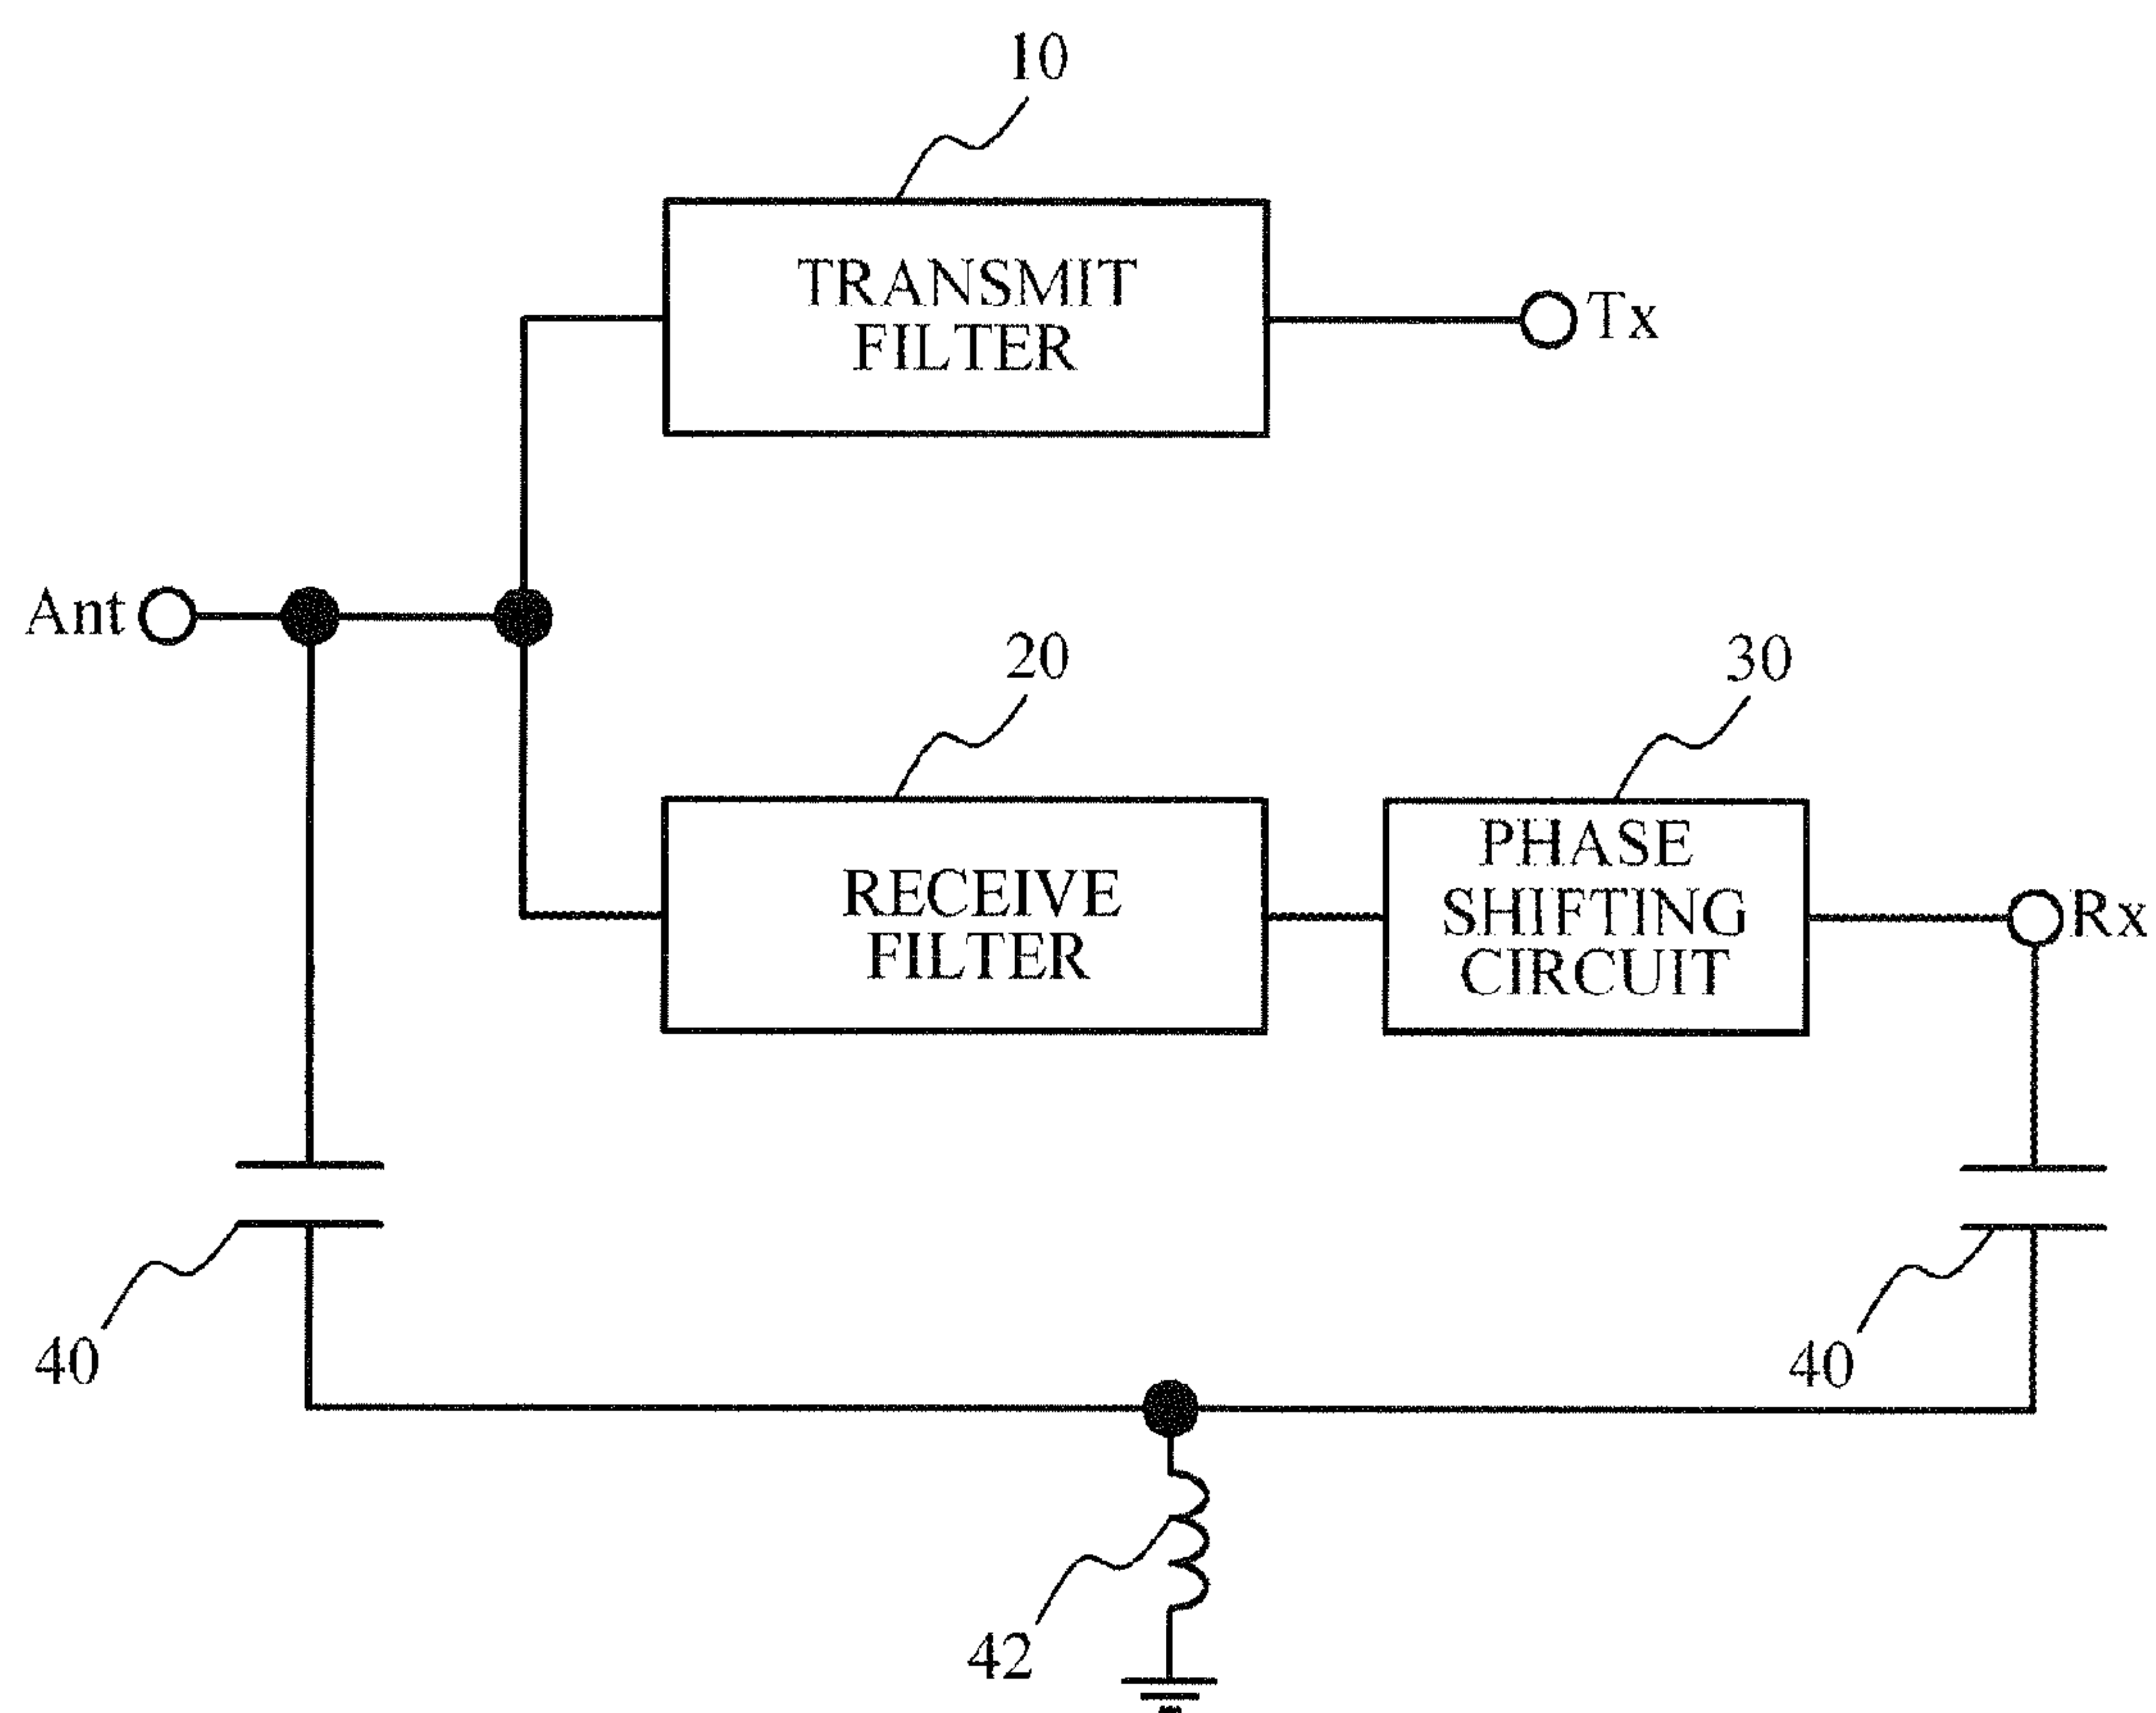 10
TRANSMIT
FILTER
Tx
Ant
20
30
RECEIVE
FILTER
PHASE
SHIFTING
CIRCUIT
Rx
40
40
42